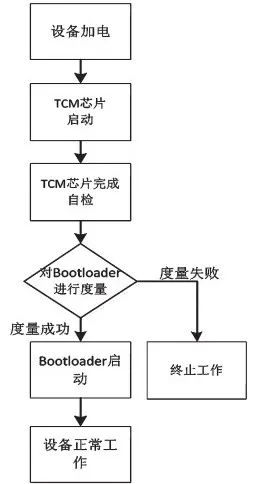 设备加电
TCM芯片
启动
TCM芯片完成
自检
对Bootloader
进行度量
度量失败
度量成功
Bootloader启
动
终止工作
设备正常工
作